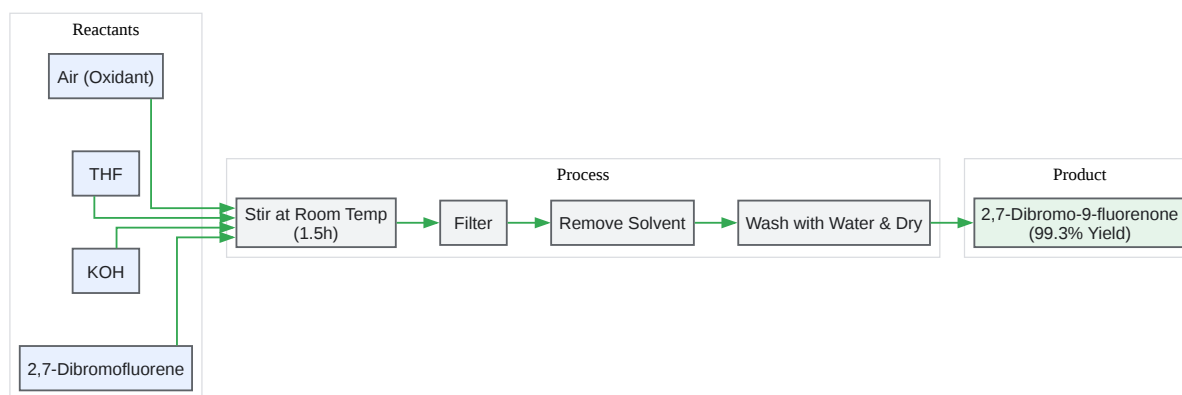 Reactants
Air (Oxidant)
THF
KOH
2,7-Dibromofluorene
Process
Stir at Room Temp
(1.5h)
Filter
Remove Solvent
Wash with Water & Dry
Product
2,7-Dibromo-9-fluorenone
(99.3% Yield)